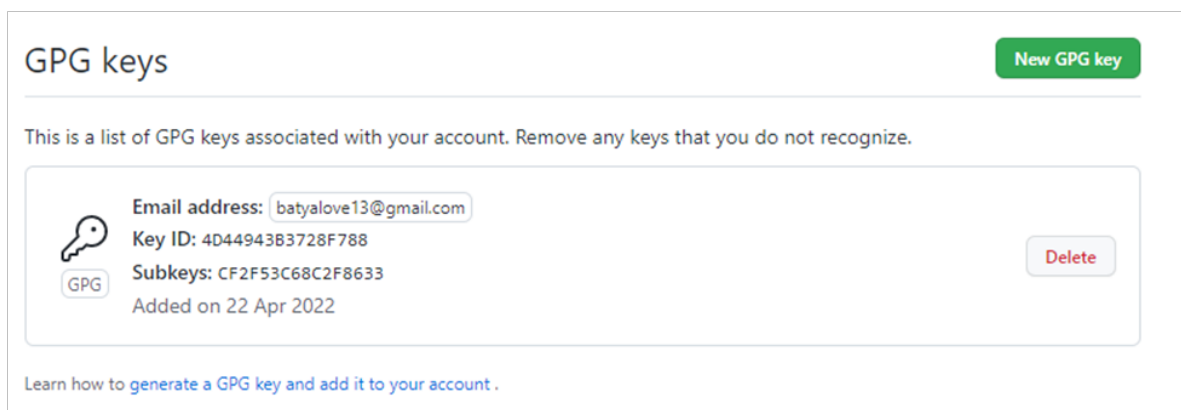 GPG keys
New GPG key
This is a list of GPG keys associated with your account. Remove any keys that you do not recognize.
Email address: batyalove13@gmail.com
Key ID: 4D44943B3728F788
Subkeys: CF2F53C68C2F8633
GPG
Added on 22 Apr 2022
Delete
Learn how to generate a GPG key and add it to your account .